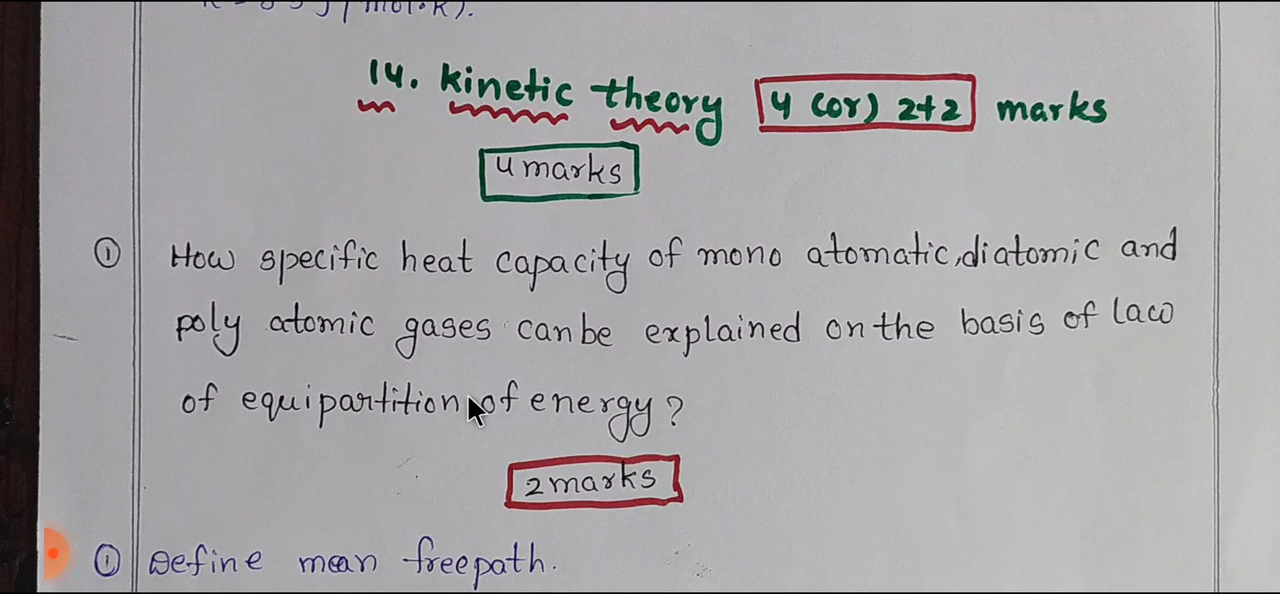 14. kinetic theory 4 (or) 2+2 marks
4 marks
① How specific heat capacity of mono atomatic, diatomic and
poly atomic gases can be explained on the basis of law
of equipartition of energy?
2 marks
① Define mean freepath.